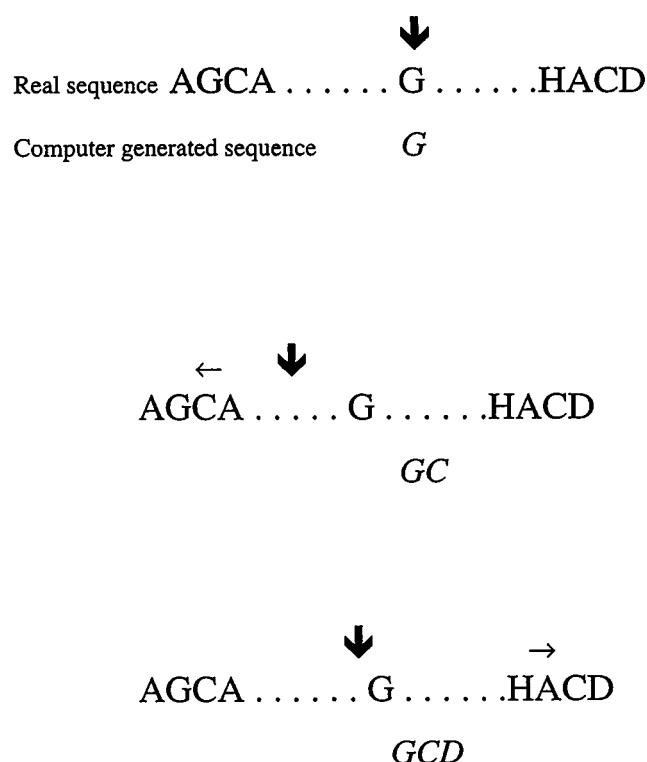 Real sequence AGCA . . . . . . G . . . . . .HACD
Computer generated sequence G
AGCA . . . . . G . . . . . .HACD
GC
AGCA . . . . . . G . . . . . .HACD
GCD